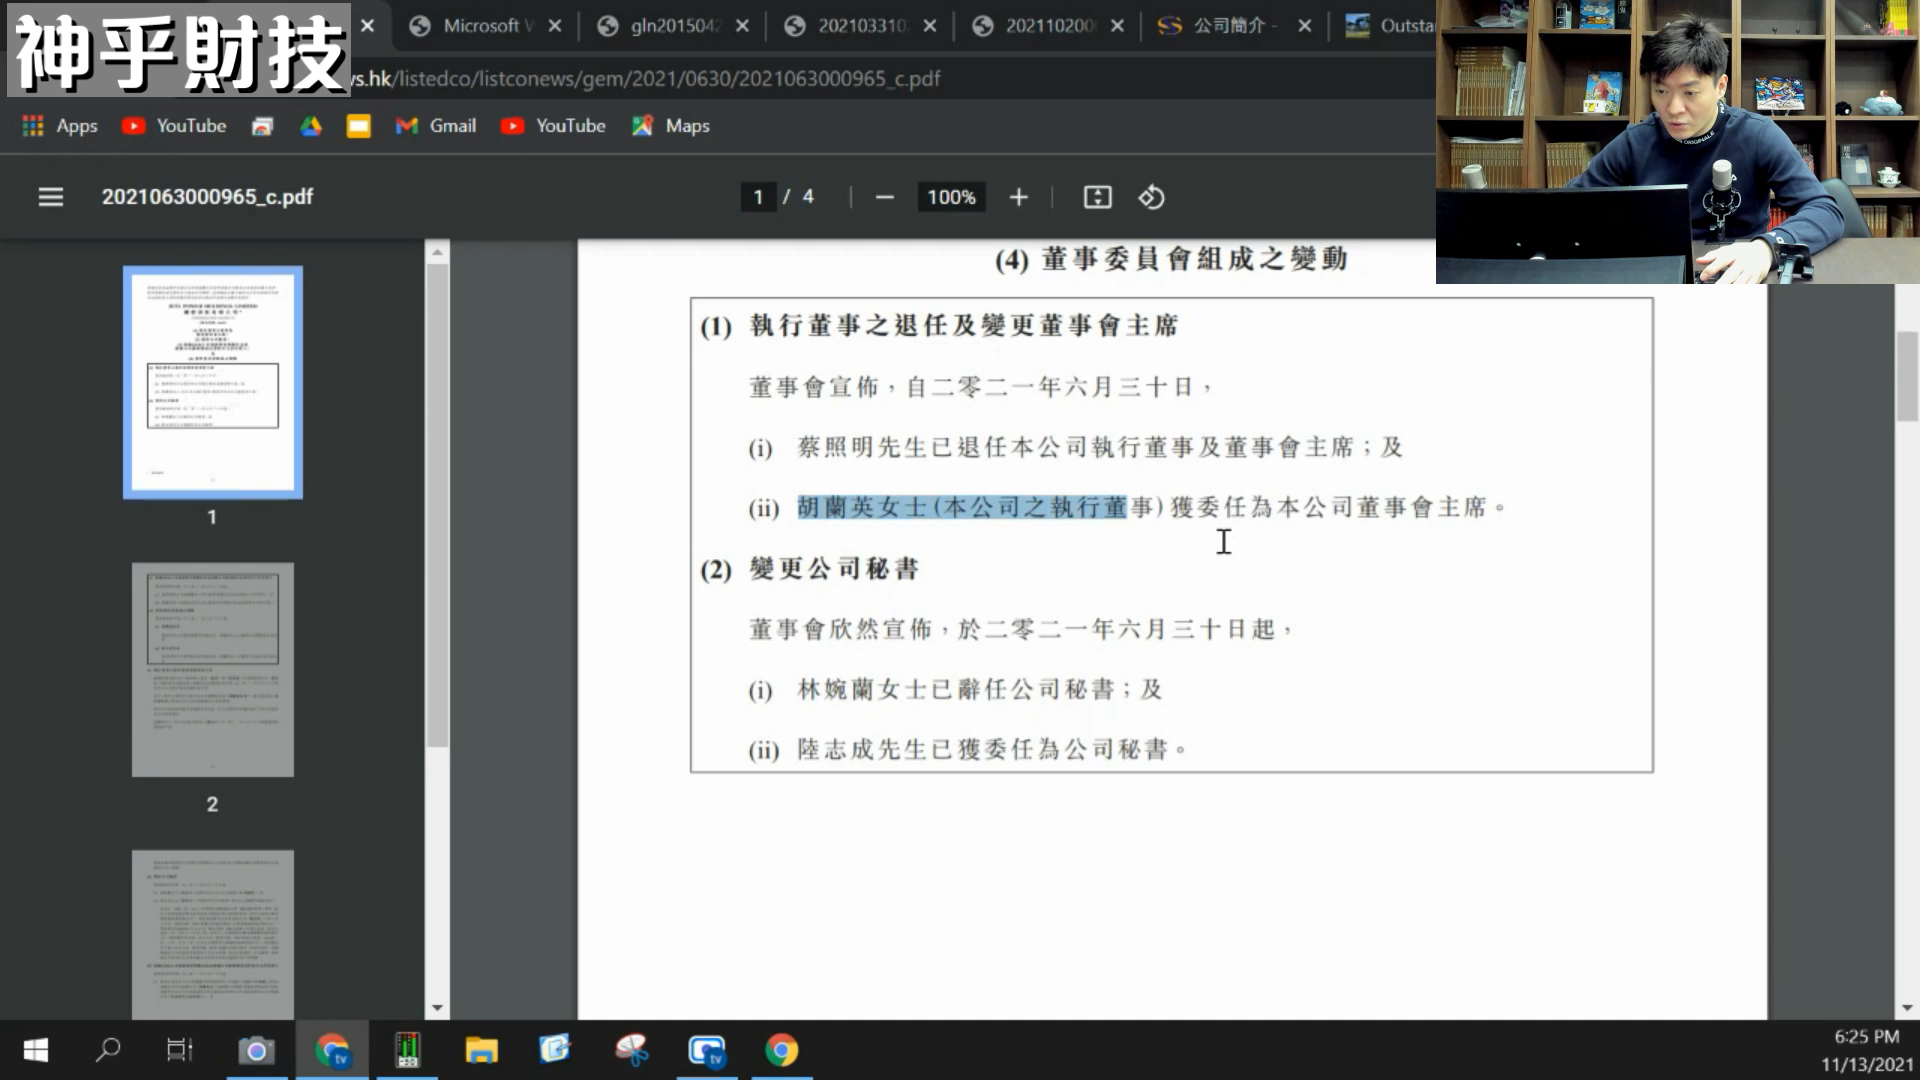 神乎財技
Microsoft W
gln2015042
20210331０
202110200
公司簡介 -
Outsta
ws.hk/listedco/listconews/gem/2021/0630/2021063000965_c.pdf
Apps
YouTube
Gmail
YouTube
Maps
2021063000965_c.pdf
1 / 4
100%
(4) 董事委員會組成之變動
(1) 執行董事之退任及變更董事會主席
董事會宣佈，自二零二一年六月三十日，
(i) 蔡照明先生已退任本公司執行董事及董事會主席；及
(ii) 胡蘭英女士(本公司之執行董事)獲委任為本公司董事會主席。
(2) 變更公司秘書
董事會欣然宣佈，於二零二一年六月三十日起，
(i) 林婉蘭女士已辭任公司秘書；及
(ii) 陸志成先生已獲委任為公司秘書。
1
2
tv
tv
6:25 PM
11/13/2021